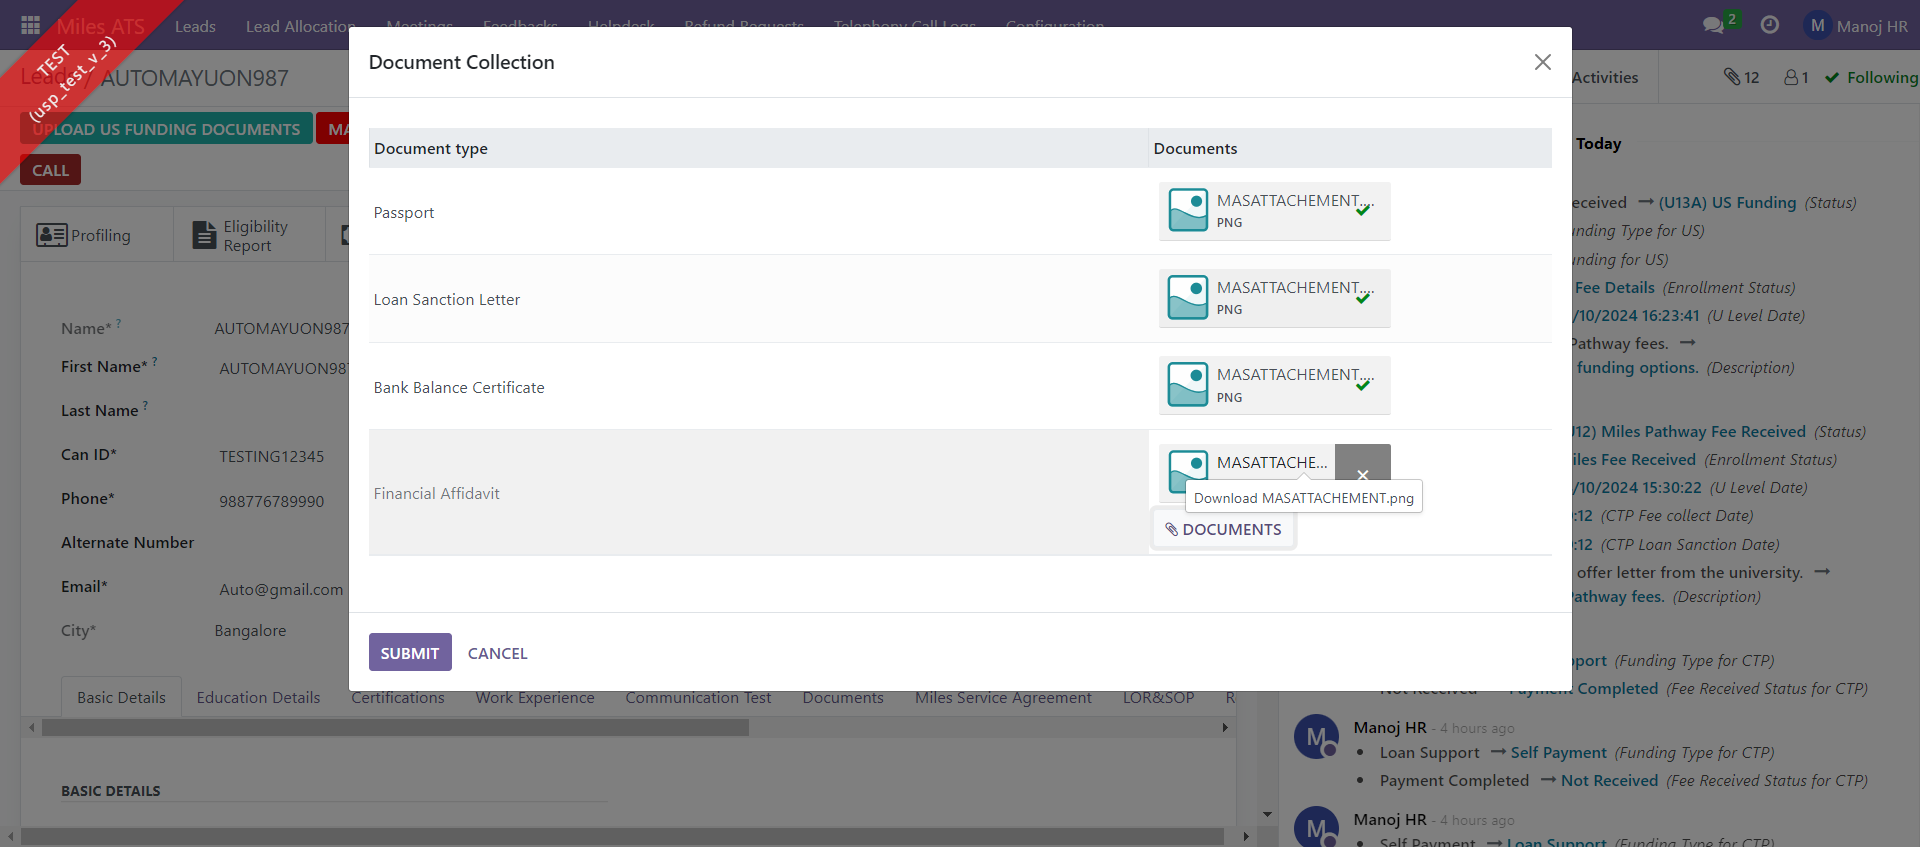 Miles ATS
Leads
Lead Allocation
Meetings
Feedbacks
Helpdesk
Refund Requests
Telephony Call Logs
Configuration
2
M
Manoj HR
TEST
(usp_test_v_3)
Leads / AUTOMAYUON987
Activities
12
1
Following
UPLOAD US FUNDING DOCUMENTS
MA
CALL
Profiling
Eligibility
Report
Name* ?
AUTOMAYUON987
First Name* ?
AUTOMAYUON987
Last Name ?
Can ID*
TESTING12345
Phone*
988776789990
Alternate Number
Email*
Auto@gmail.com
City*
Bangalore
Document Collection
Document type
Documents
Passport
MASATTACHEMENT....
PNG
Loan Sanction Letter
MASATTACHEMENT....
PNG
Bank Balance Certificate
MASATTACHEMENT....
PNG
Financial Affidavit
MASATTACHE...
Download MASATTACHEMENT.png
DOCUMENTS
SUBMIT
CANCEL
Basic Details
Education Details
Certifications
Work Experience
Communication Test
Documents
Miles Service Agreement
LOR&SOP
R
BASIC DETAILS
Today
eceived → (U13A) US Funding (Status)
nding Type for US)
unding for US)
Fee Details (Enrollment Status)
/10/2024 16:23:41 (U Level Date)
Pathway fees. →
funding options. (Description)
J12) Miles Pathway Fee Received (Status)
iles Fee Received (Enrollment Status)
/10/2024 15:30:22 (U Level Date)
:12 (CTP Fee collect Date)
:12 (CTP Loan Sanction Date)
offer letter from the university. →
Pathway fees. (Description)
pport (Funding Type for CTP)
Not Received → Payment Completed (Fee Received Status for CTP)
M
Manoj HR - 4 hours ago
• Loan Support → Self Payment (Funding Type for CTP)
• Payment Completed → Not Received (Fee Received Status for CTP)
M
Manoj HR - 4 hours ago
• Self Payment → Loan Support (Funding Type for CTP)